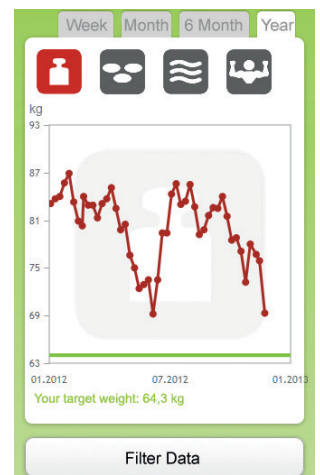 Week Month 6 Month Year
kg
93
87
81
75
69
63
01.2012 07.2012 01.2013
Your target weight: 64,3 kg
Filter Data